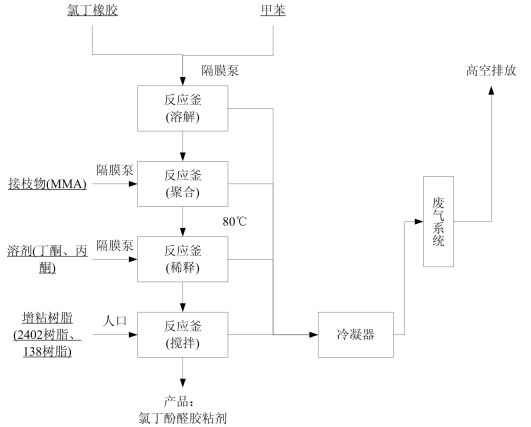 氯丁橡胶
甲苯
隔膜泵
高空排放
反应釜
(溶解)
隔膜泵
接枝物(MMA)
反应釜
(聚合)
废气系统
80℃
隔膜泵
溶剂(丁酮、丙
酮)
反应釜
(稀释)
增粘树脂
(2402树脂、
138树脂)
人口
反应釜
(搅拌)
冷凝器
产品：
氯丁酚醛胶粘剂